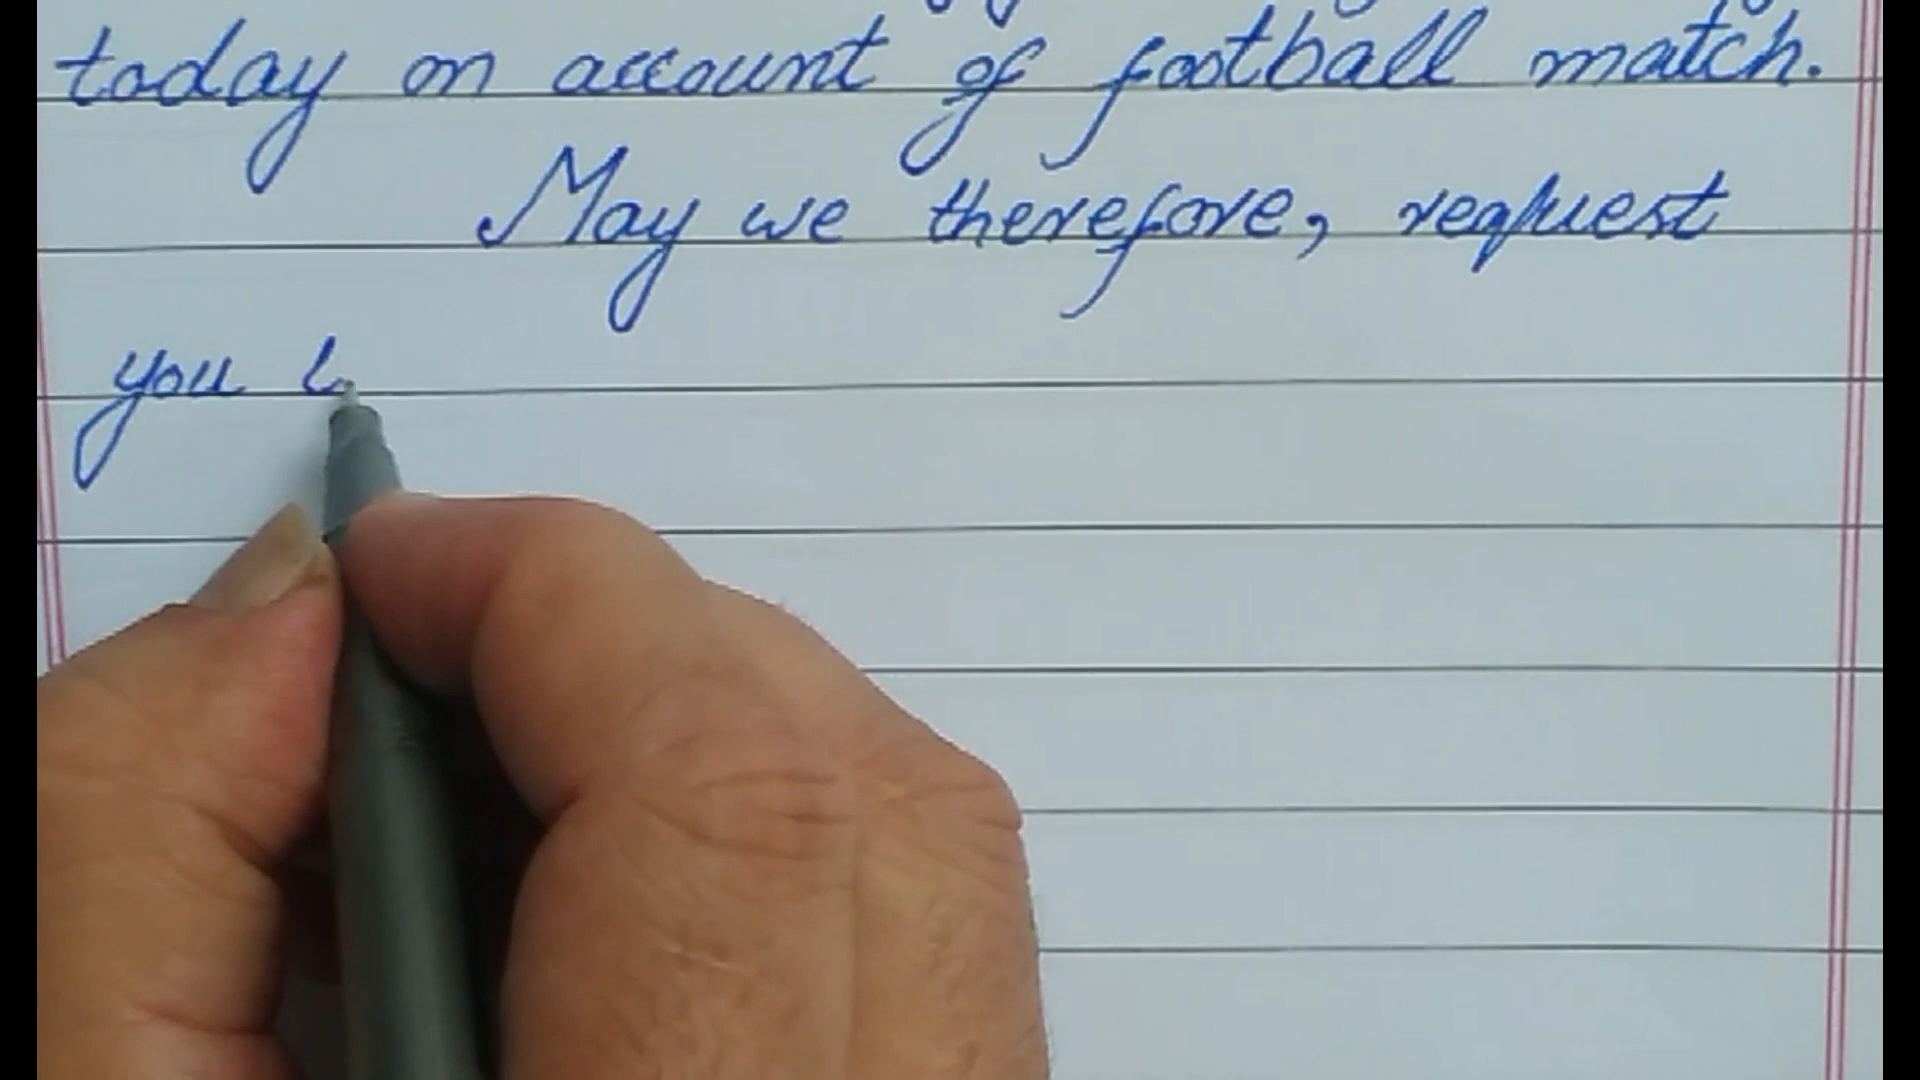 today on account of football match.
May we therefore, request
you